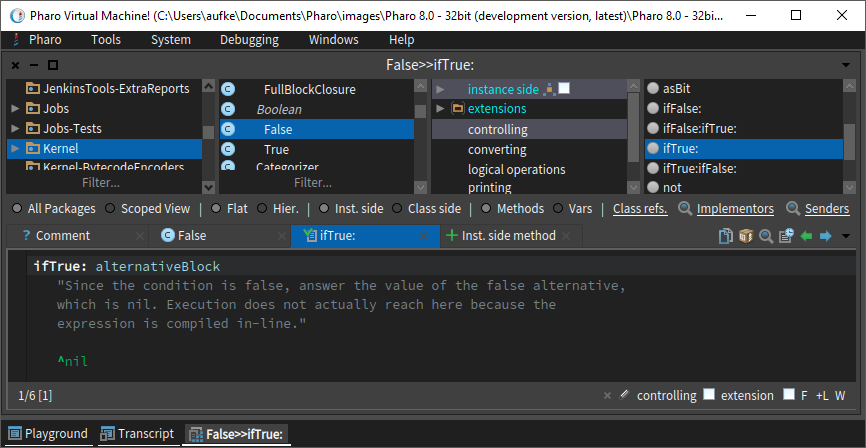 Pharo Virtual Machine! (C:\Users\aufke\Documents\Pharo\images\Pharo 8.0 - 32bit (development version, latest)\Pharo 8.0 - 32bi...
Pharo Tools System Debugging Windows Help
False>>ifTrue:
JenkinsTools-ExtraReports
Jobs
Jobs-Tests
Kernel
Kernel-BytecodeEncoders
Filter...
FullBlockClosure
Boolean
False
True
Categorizer
Filter...
instance side
extensions
controlling
converting
logical operations
printing
asBit
ifFalse:
ifFalse:ifTrue:
ifTrue:
ifTrue:ifFalse:
not
All Packages Scoped View | Flat Hier. | Inst. side Class side | Methods Vars | Class refs. Implementors Senders
? Comment False ifTrue: Inst. side method
ifTrue: alternativeBlock
"Since the condition is false, answer the value of the false alternative,
which is nil. Execution does not actually reach here because the
expression is compiled in-line."
^nil
1/6 [1] controlling extension F +L W
Playground Transcript False>>ifTrue: